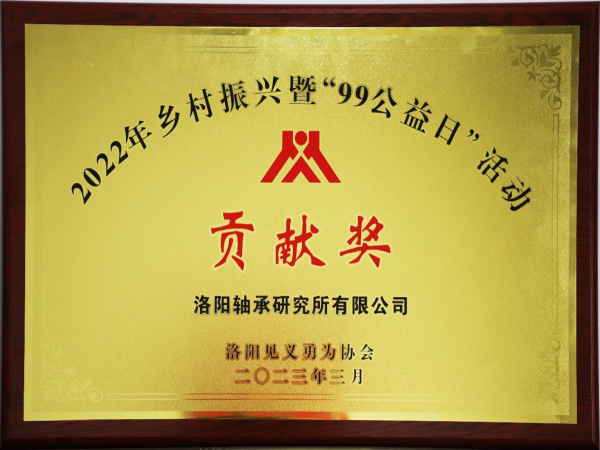 2022年乡村振兴暨“99公益日”活动
贡献奖
洛阳轴承研究所有限公司
洛阳见义勇为协会
二〇二三年三月